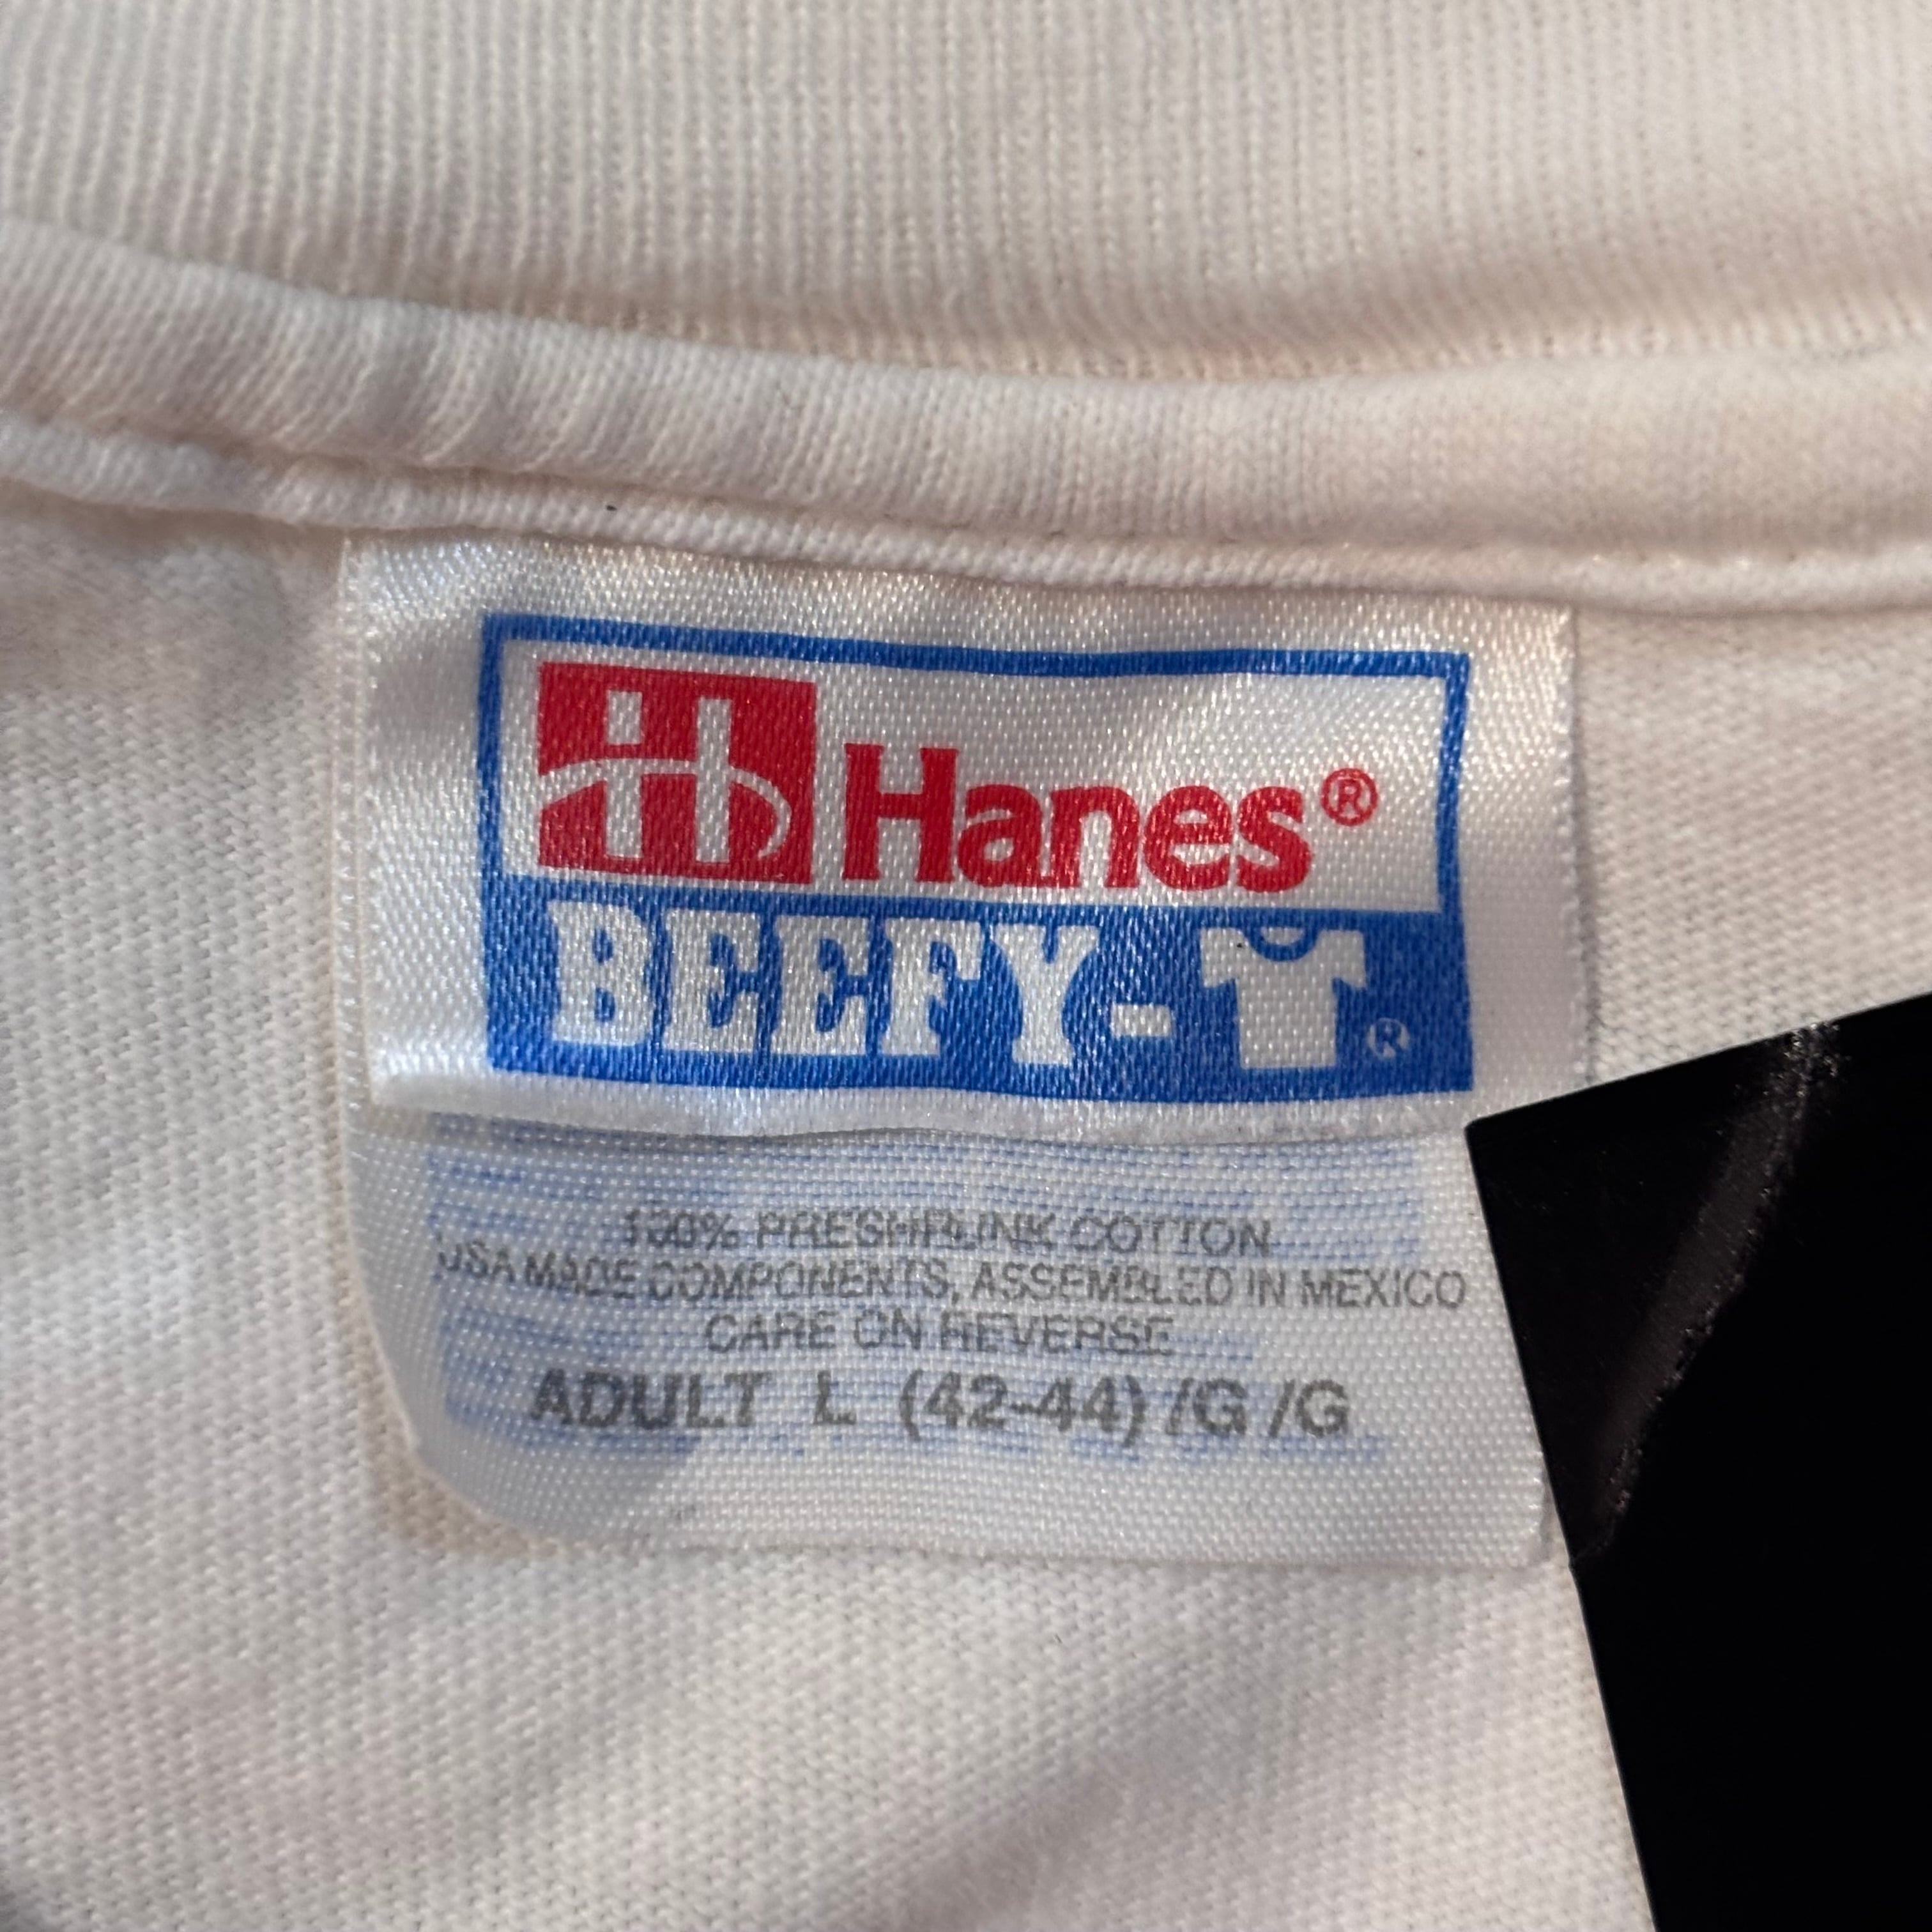 Hanes®
BEEFY-T®
100% PRESHRUNK COTTON
USA MADE COMPONENTS, ASSEMBLED IN MEXICO
CARE ON REVERSE
ADULT L (42-44) /G /G